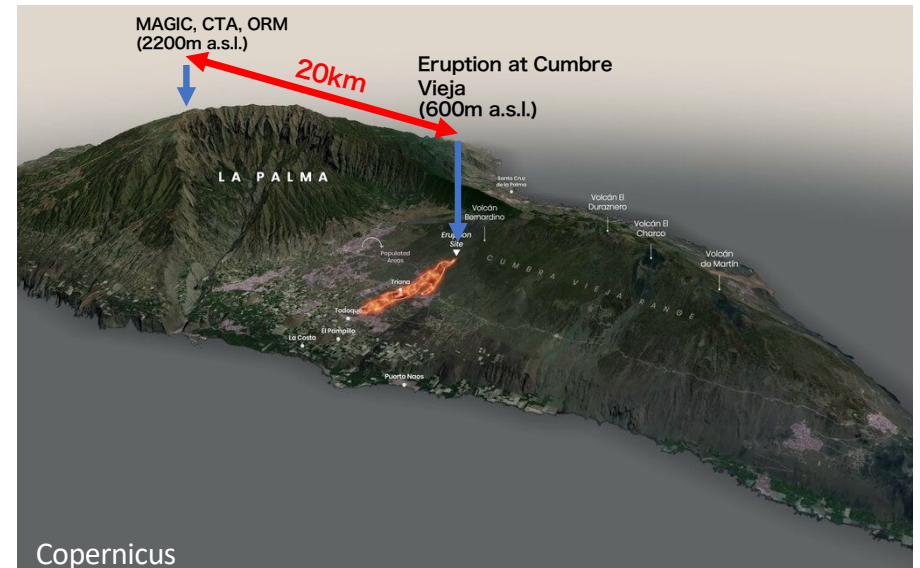 MAGIC, CTA, ORM
(2200m a.s.l.)
20km
Eruption at Cumbre
Vieja
(600m a.s.l.)
LA PALMA
Santa Cruz
de la Palma
Volcán
Bernardino
Volcán El
Duraznero
Volcán El
Charco
Volcán
de Martín
Eruption
Site
Populated
Areas
CUMBRA VIEJA RANGE
Triana
Todoque
El Pampillo
La Costa
Puerto Naos
Copernicus